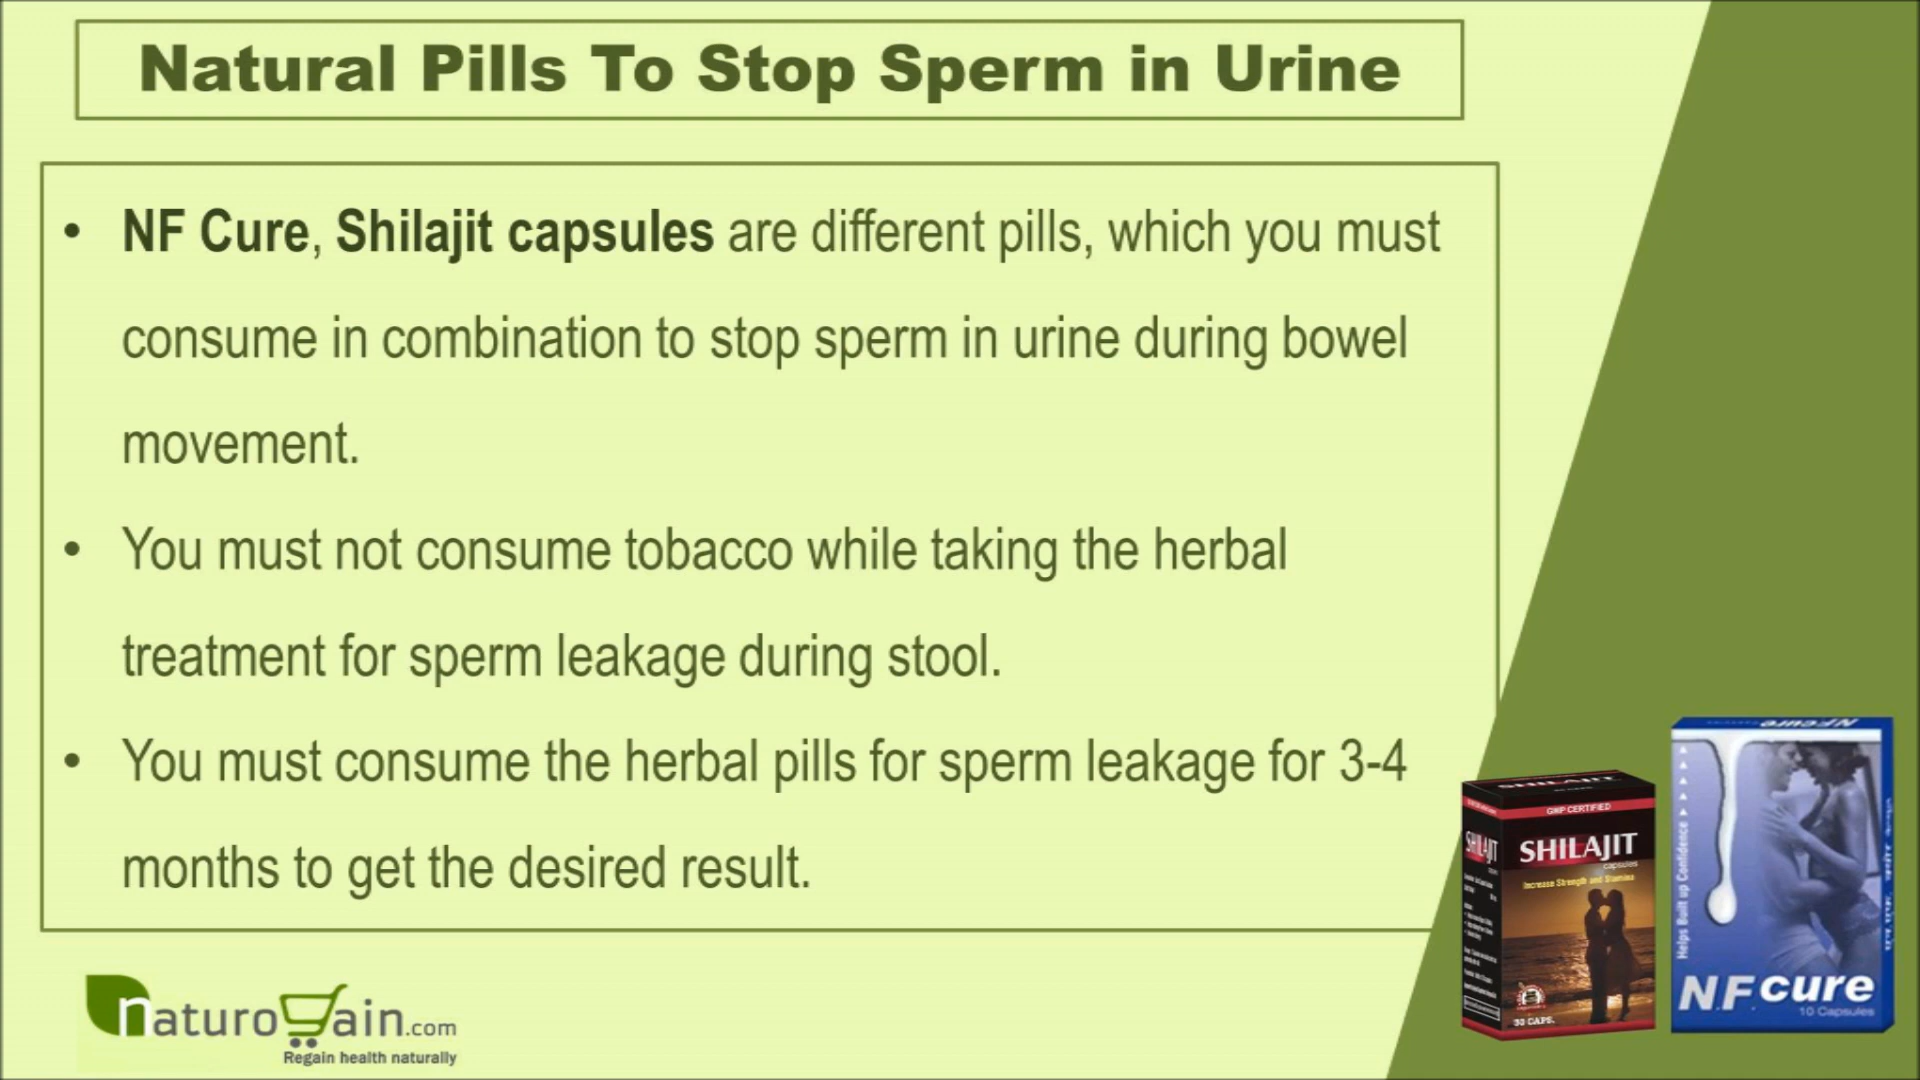 Natural Pills To Stop Sperm in Urine
• NF Cure, Shilajit capsules are different pills, which you must
consume in combination to stop sperm in urine during bowel
movement.
• You must not consume tobacco while taking the herbal
treatment for sperm leakage during stool.
• You must consume the herbal pills for sperm leakage for 3-4
months to get the desired result.
naturogain.com
Regain health naturally
SHILAJIT
GMP CERTIFIED
SHILAJIT
SHILAJIT
capsules
Increase Strength and Stamina
30 CAPS.
NFcure
Helps Built up Confidence
NF cure
10 Capsules